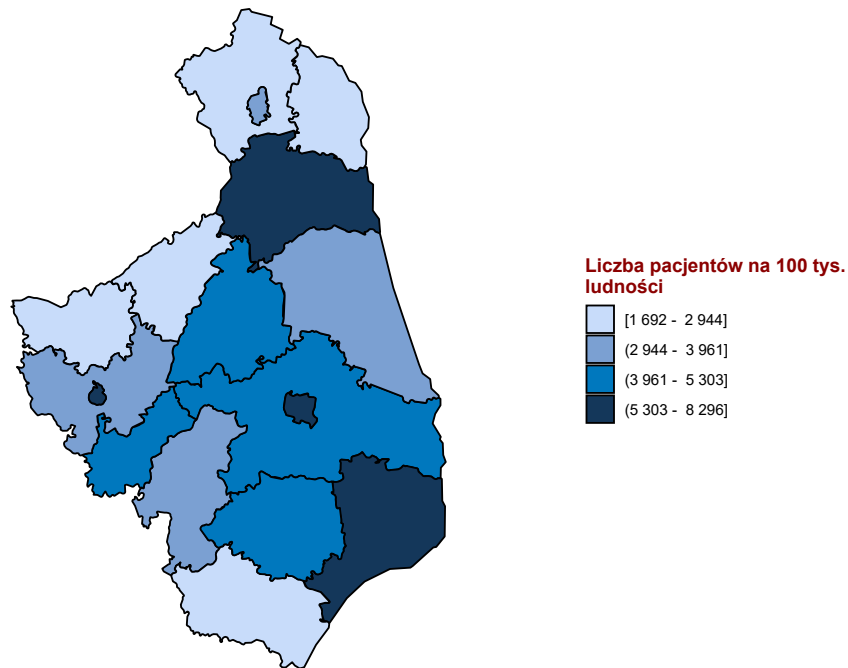 Liczba pacjentów na 100 tys.
ludności
[1 692 - 2 944]
(2 944 - 3 961]
(3 961 - 5 303]
(5 303 - 8 296]